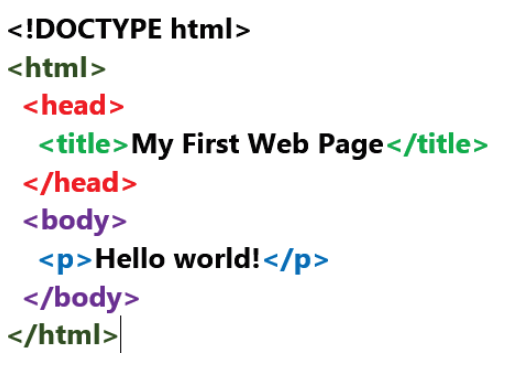 <!DOCTYPE html>
<html>
<head>
<title>My First Web Page</title>
</head>
<body>
<p>Hello world!</p>
</body>
</html>